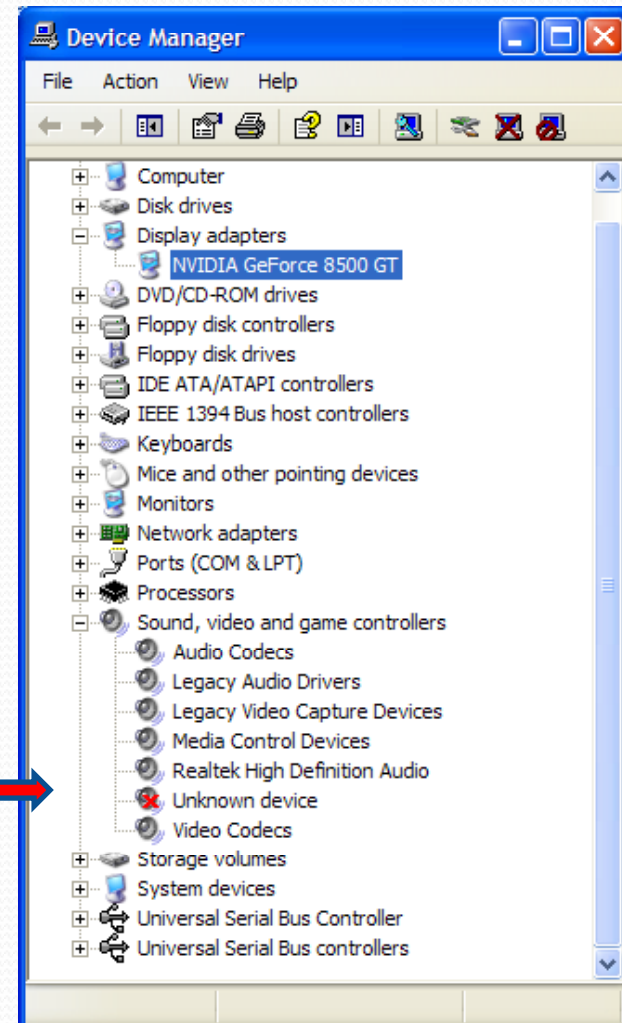 Device Manager
File Action View Help
Computer
Disk drives
Display adapters
NVIDIA GeForce 8500 GT
DVD/CD-ROM drives
Floppy disk controllers
Floppy disk drives
IDE ATA/ATAPI controllers
IEEE 1394 Bus host controllers
Keyboards
Mice and other pointing devices
Monitors
Network adapters
Ports (COM & LPT)
Processors
Sound, video and game controllers
Audio Codecs
Legacy Audio Drivers
Legacy Video Capture Devices
Media Control Devices
Realtek High Definition Audio
Unknown device
Video Codecs
Storage volumes
System devices
Universal Serial Bus Controller
Universal Serial Bus controllers